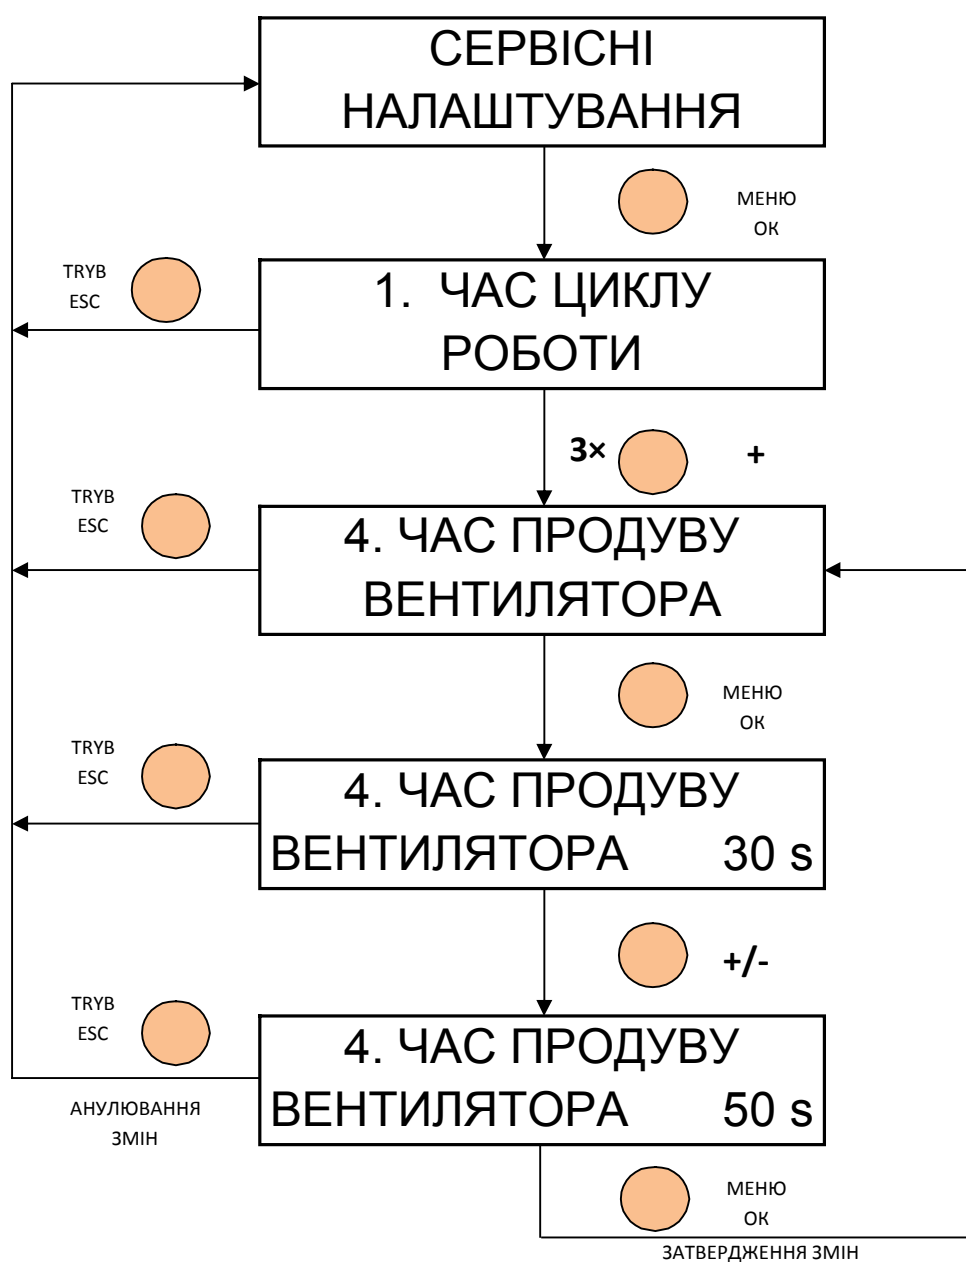 СЕРВІСНІ
НАЛАШТУВАННЯ
МЕНЮ
ОК
TRYB
ESC
1. ЧАС ЦИКЛУ
РОБОТИ
3× +
TRYB
ESC
4. ЧАС ПРОДУВУ
ВЕНТИЛЯТОРА
МЕНЮ
ОК
TRYB
ESC
4. ЧАС ПРОДУВУ
ВЕНТИЛЯТОРА 30 s
+/-
TRYB
ESC
4. ЧАС ПРОДУВУ
ВЕНТИЛЯТОРА 50 s
АНУЛЮВАННЯ
ЗМІН
МЕНЮ
ОК
ЗАТВЕРДЖЕННЯ ЗМІН